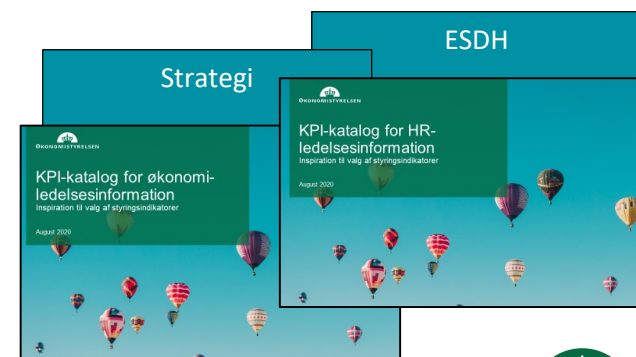 ESDH
Strategi
ØKONOMISTYRELSEN
KPI-katalog for HR-
ledelsesinformation
Inspiration til valg af styringsindikatorer
August 2020
ØKONOMISTYRELSEN
KPI-katalog for økonomi-
ledelsesinformation
Inspiration til valg af styringsindikatorer
August 2020